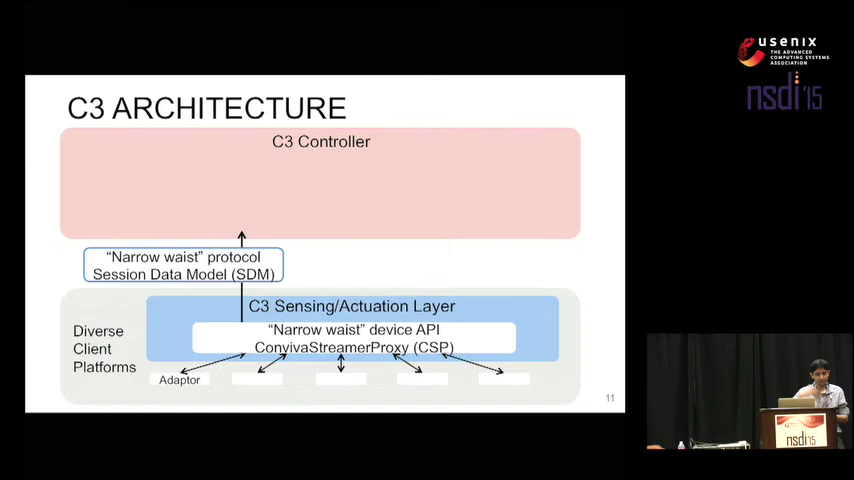 usenix
THE ADVANCED
COMPUTING SYSTEMS
ASSOCIATION
nsdi '15
C3 ARCHITECTURE
C3 Controller
“Narrow waist” protocol
Session Data Model (SDM)
C3 Sensing/Actuation Layer
Diverse
Client
Platforms
“Narrow waist” device API
ConvivaStreamerProxy (CSP)
Adaptor
11
nsdi'15